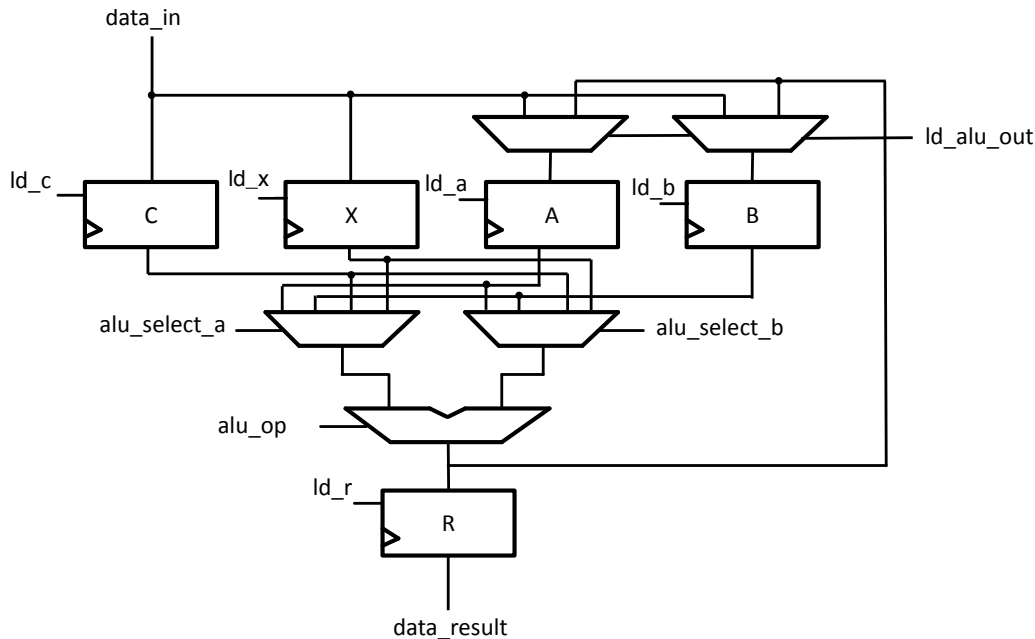 data_in
ld_alu_out
ld_c
ld_x
ld_a
ld_b
C
X
A
B
alu_select_a
alu_select_b
alu_op
ld_r
R
data_result